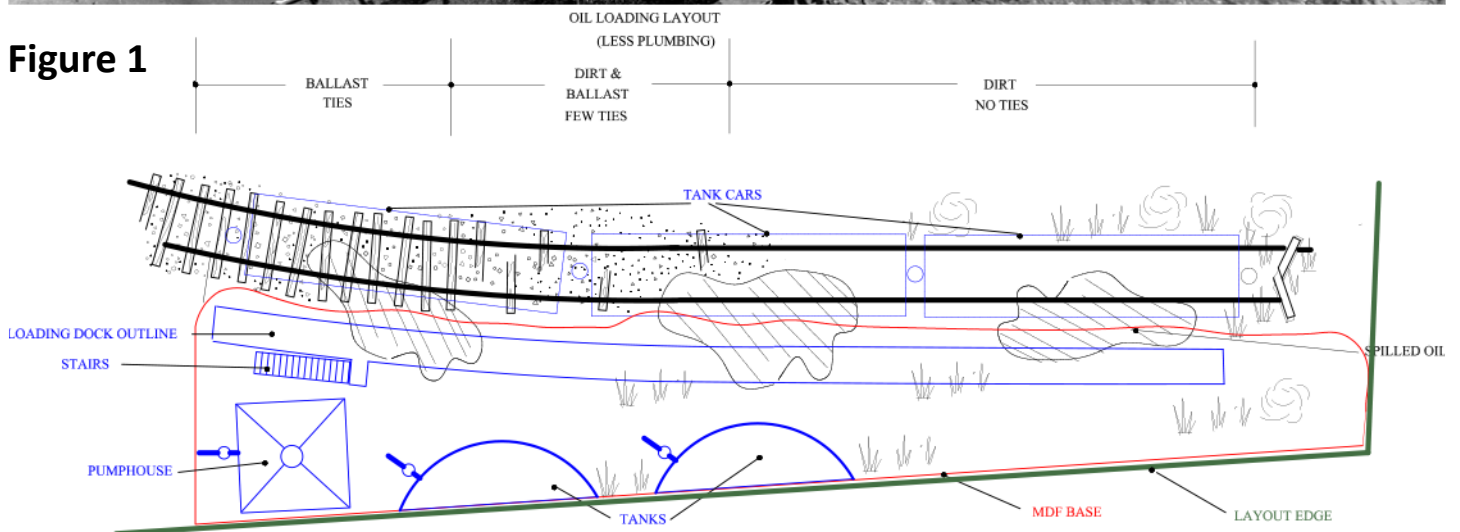 OIL LOADING LAYOUT
(LESS PLUMBING)
Figure 1
BALLAST
TIES
DIRT &
BALLAST
FEW TIES
DIRT
NO TIES
TANK CARS
LOADING DOCK OUTLINE
STAIRS
SPILLED OIL
PUMPHOUSE
TANKS
MDF BASE
LAYOUT EDGE